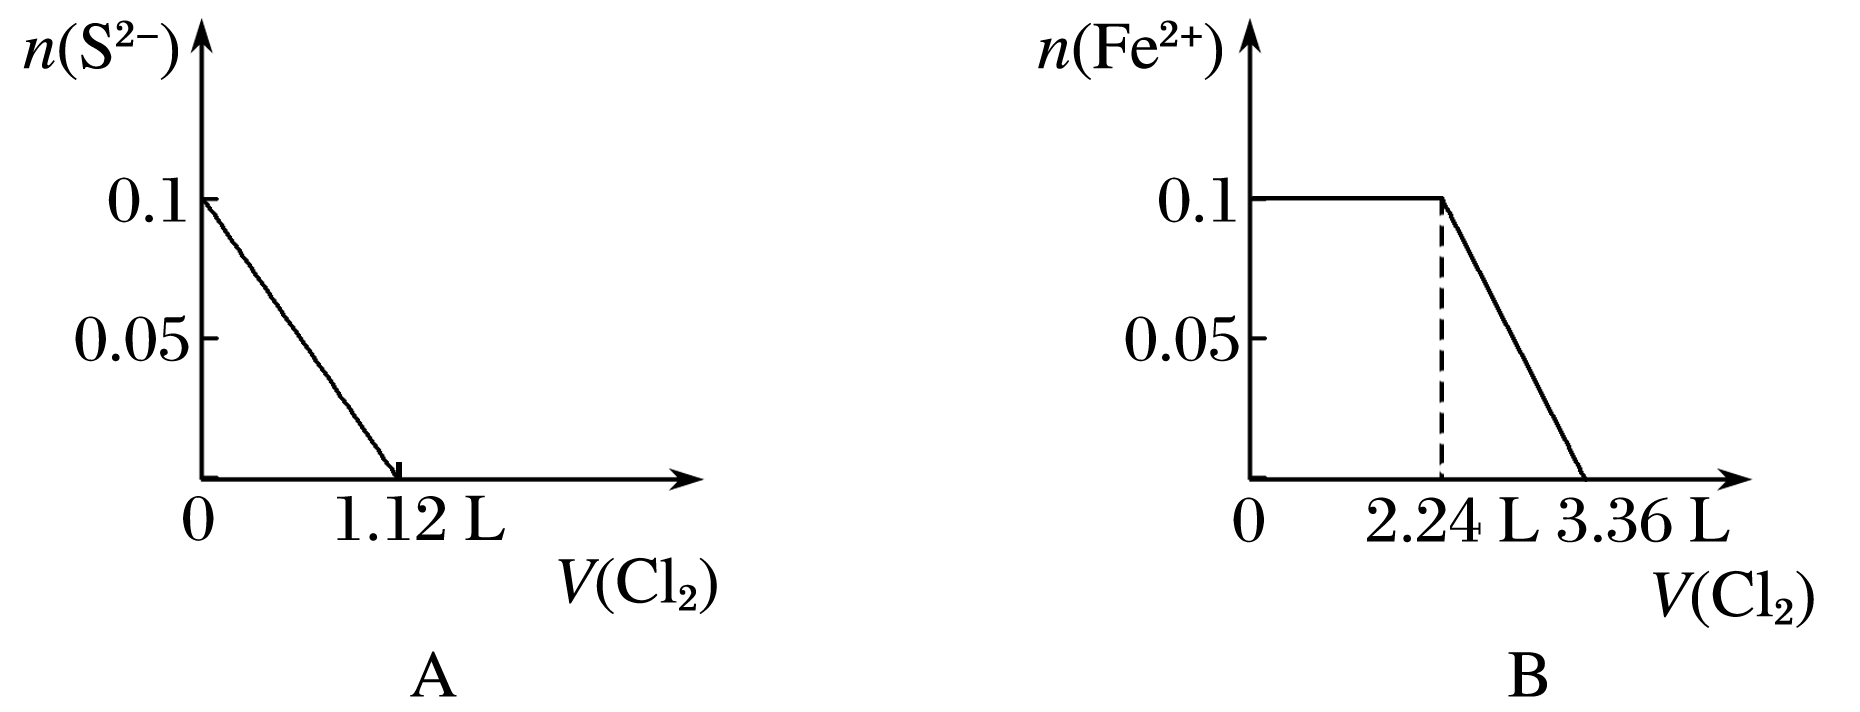 n(S²⁻)
0.1
0.05
0
1.12 L
V(Cl₂)
A
n(Fe²⁺)
0.1
0.05
0
2.24 L 3.36 L
V(Cl₂)
B